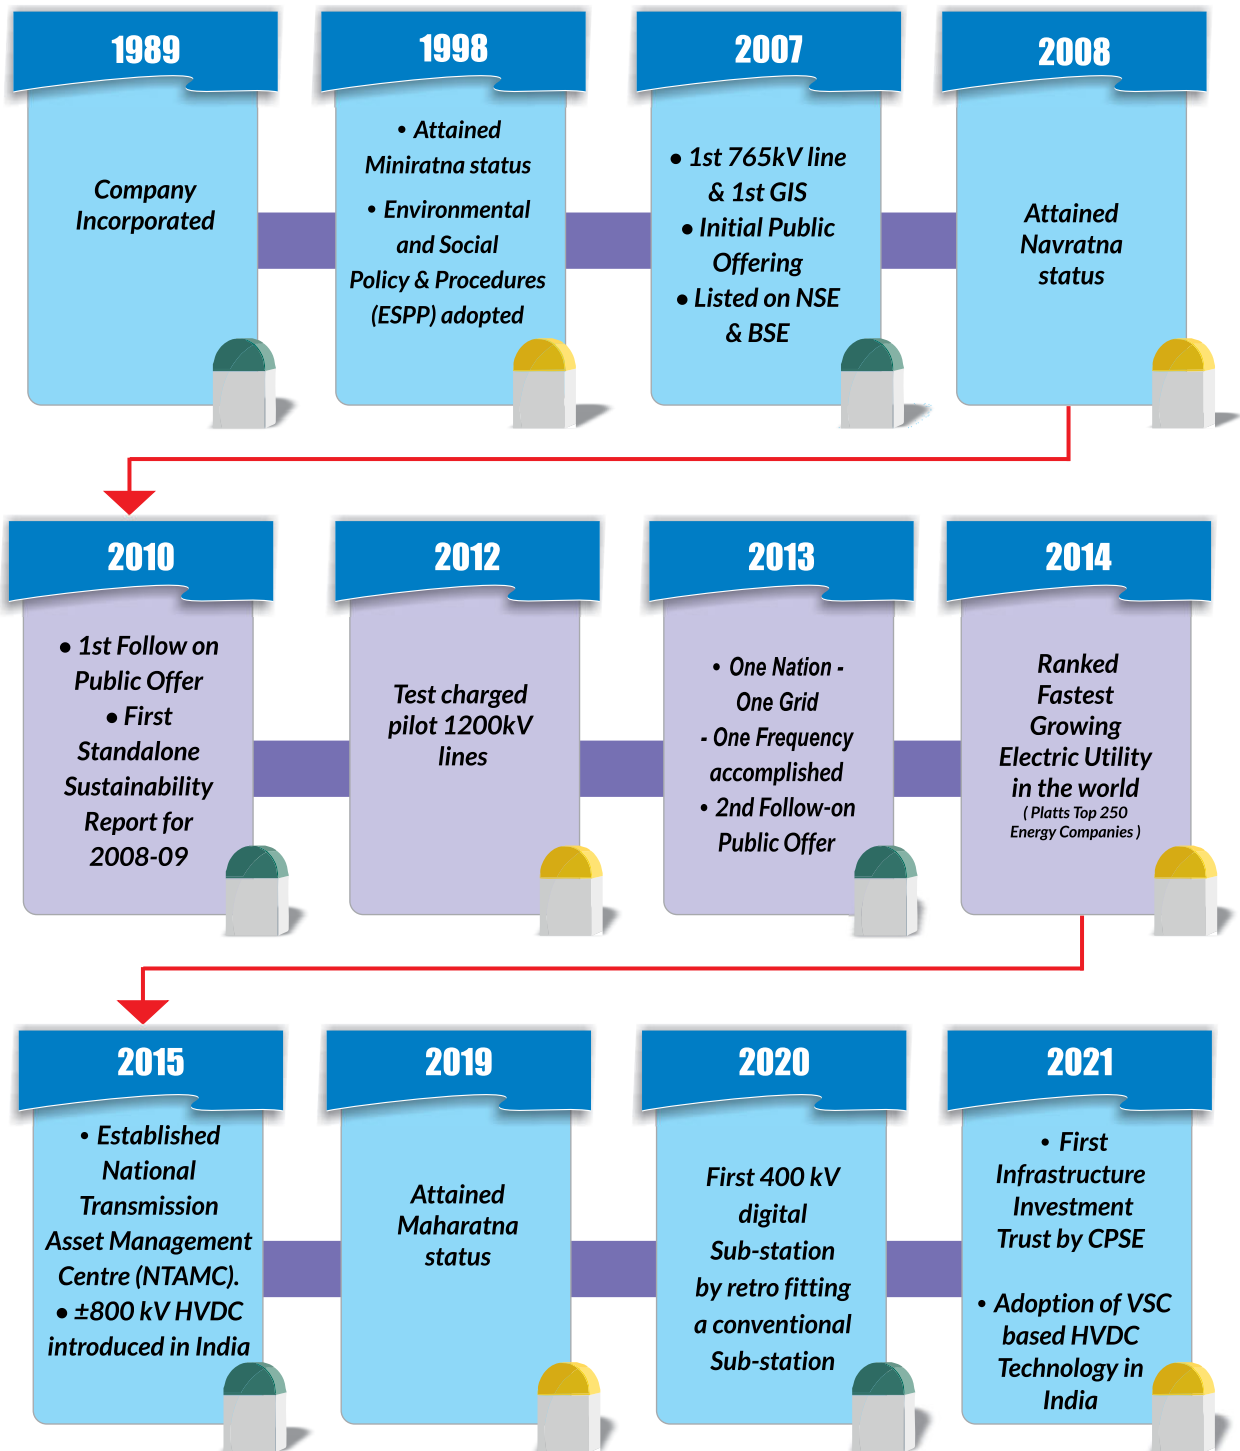 1989
Company
Incorporated
1998
• Attained
Miniratna status
• Environmental
and Social
Policy & Procedures
(ESPP) adopted
2007
● 1st 765kV line
& 1st GIS
● Initial Public
Offering
● Listed on NSE
& BSE
2008
Attained
Navratna
status
2010
● 1st Follow on
Public Offer
● First
Standalone
Sustainability
Report for
2008-09
2012
Test charged
pilot 1200kV
lines
2013
• One Nation -
One Grid
- One Frequency
accomplished
• 2nd Follow-on
Public Offer
2014
Ranked
Fastest
Growing
Electric Utility
in the world
( Platts Top 250
Energy Companies )
2015
• Established
National
Transmission
Asset Management
Centre (NTAMC).
● ±800 kV HVDC
introduced in India
2019
Attained
Maharatna
status
2020
First 400 kV
digital
Sub-station
by retro fitting
a conventional
Sub-station
2021
• First
Infrastructure
Investment
Trust by CPSE
• Adoption of VSC
based HVDC
Technology in
India